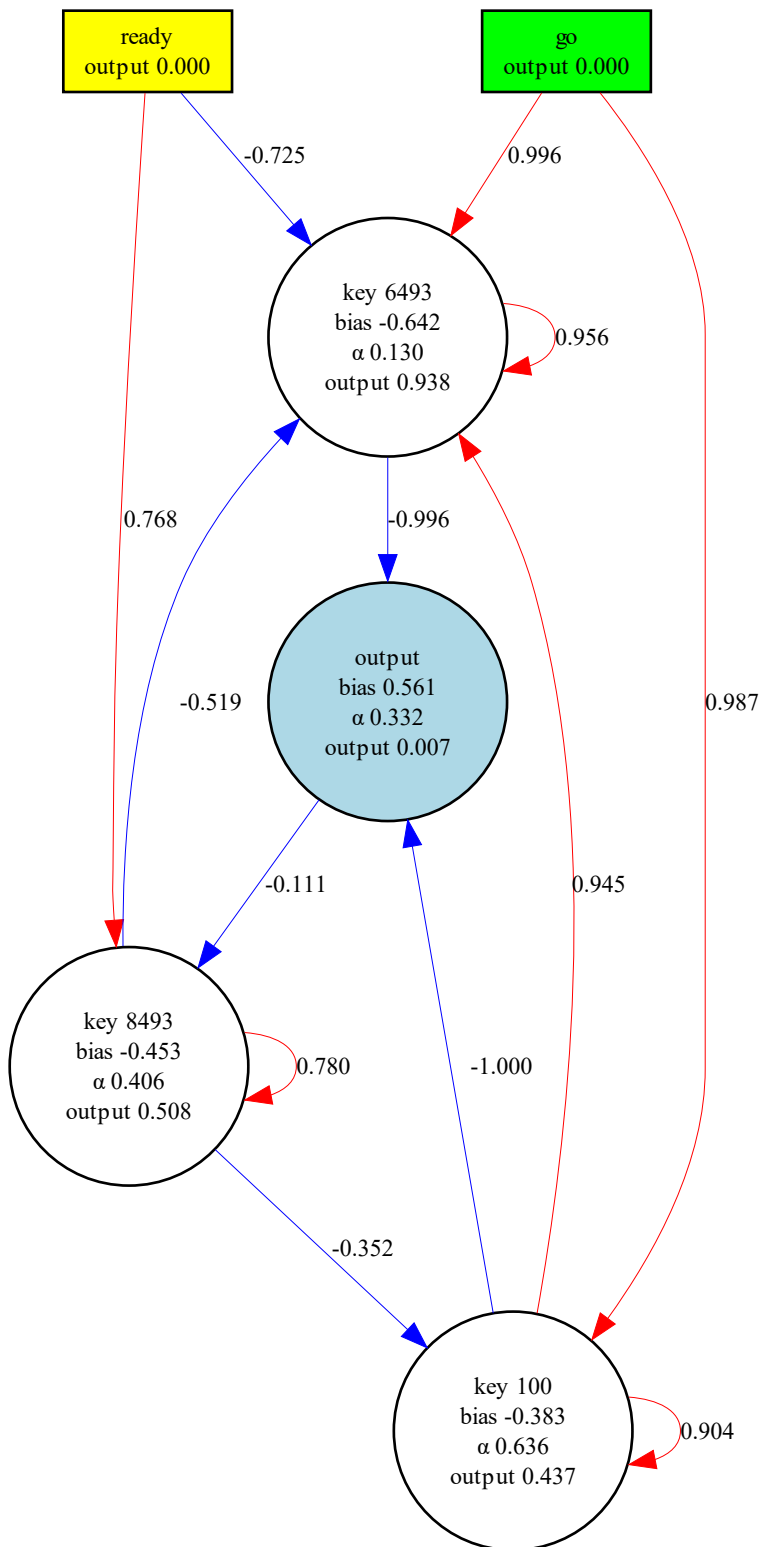 ready
output 0.000
go
output 0.000
-0.725
0.996
key 6493
bias -0.642
α 0.130
output 0.938
0.956
0.768
-0.996
-0.519
output
bias 0.561
α 0.332
output 0.007
0.987
-0.111
0.945
key 8493
bias -0.453
α 0.406
output 0.508
0.780
-1.000
-0.352
key 100
bias -0.383
α 0.636
output 0.437
0.904